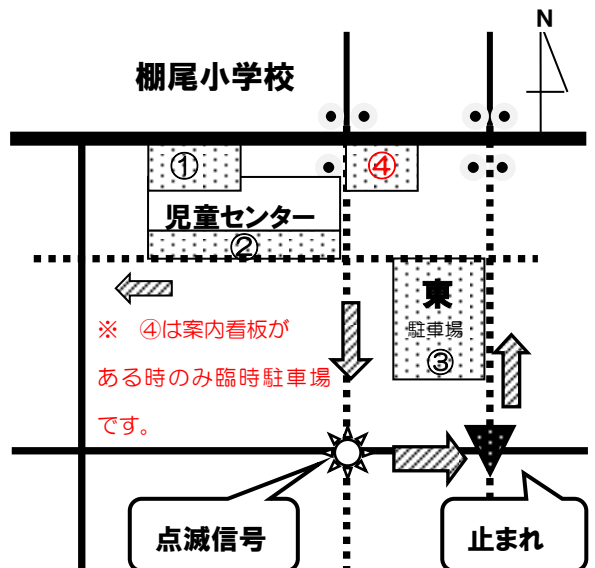 N
棚尾小学校
①
④
児童センター
②
東
駐車場
③
※ ④は案内看板が
ある時のみ臨時駐車場
です。
点滅信号
止まれ